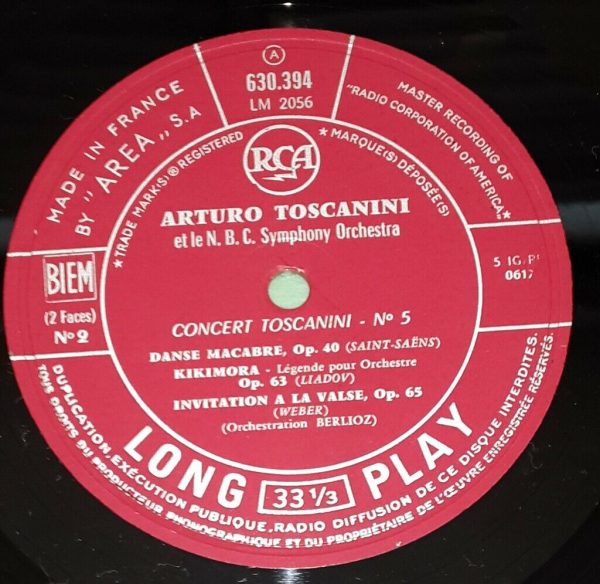 A
630.394
LM 2056
MADE IN FRANCE
BY "AREA" S.A
MASTER RECORDING OF
"RADIO CORPORATION OF AMERICA"
★ TRADE MARK(S) ® REGISTERED
★ MARQUE(S) DÉPOSÉE(S)
RCA
ARTURO TOSCANINI
et le N. B. C. Symphony Orchestra
BIEM
(2 Faces)
Nº 2
0617
CONCERT TOSCANINI - Nº 5
DANSE MACABRE, Op. 40 (SAINT-SAËNS)
KIKIMORA - Légende pour Orchestre
Op. 63 (LIADOV)
INVITATION A LA VALSE, Op. 65
(WEBER)
(Orchestration BERLIOZ)
LONG 33 1/3 PLAY
DUPLICATION, EXÉCUTION PUBLIQUE, RADIO DIFFUSION DE CE DISQUE INTERDITES.
TOUS DROITS DU PRODUCTEUR PHONOGRAPHIQUE ET DU PROPRIÉTAIRE DE L'ŒUVRE ENREGISTRÉE RÉSERVÉS.